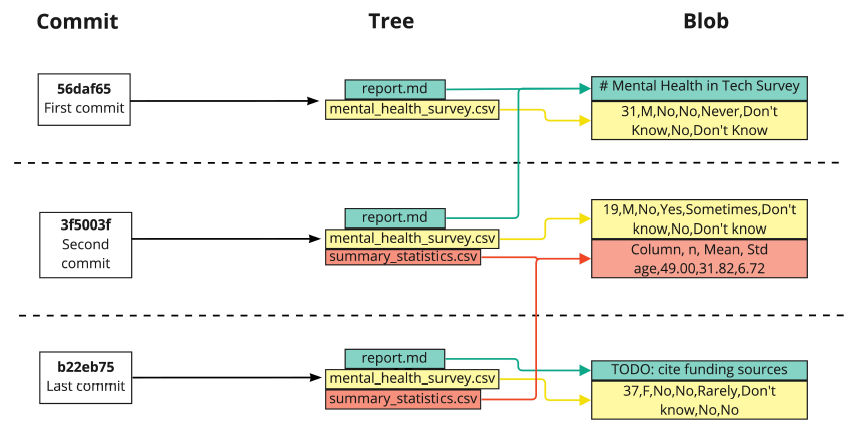 Commit
Tree
Blob
56daf65
First commit
report.md
mental_health_survey.csv
# Mental Health in Tech Survey
31,M,No,No,Never,Don't
Know,No,Don't Know
3f5003f
Second
commit
report.md
mental_health_survey.csv
summary_statistics.csv
19,M,No,Yes,Sometimes,Don't
know,No,Don't know
Column, n, Mean, Std
age,49.00,31.82,6.72
b22eb75
Last commit
report.md
mental_health_survey.csv
summary_statistics.csv
TODO: cite funding sources
37,F,No,No,Rarely,Don't
know,No,No